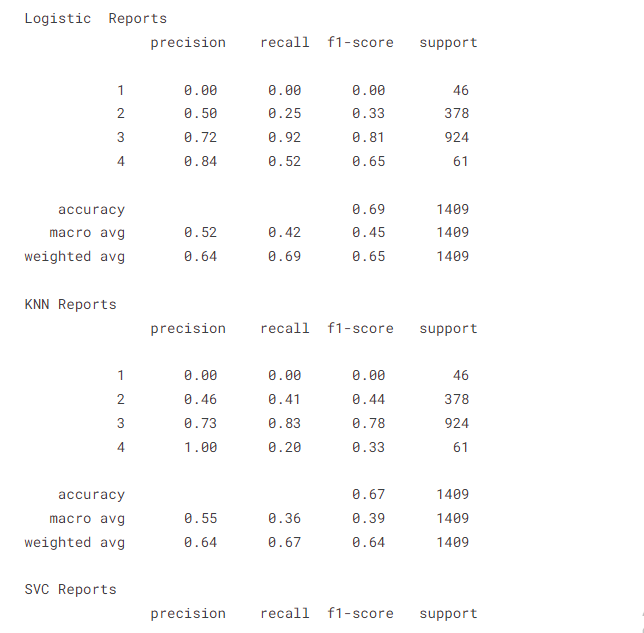 Logistic  Reports
              precision    recall  f1-score   support

           1       0.00      0.00      0.00        46
           2       0.50      0.25      0.33       378
           3       0.72      0.92      0.81       924
           4       0.84      0.52      0.65        61

    accuracy                           0.69      1409
   macro avg       0.52      0.42      0.45      1409
weighted avg       0.64      0.69      0.65      1409

KNN Reports
              precision    recall  f1-score   support

           1       0.00      0.00      0.00        46
           2       0.46      0.41      0.44       378
           3       0.73      0.83      0.78       924
           4       1.00      0.20      0.33        61

    accuracy                           0.67      1409
   macro avg       0.55      0.36      0.39      1409
weighted avg       0.64      0.67      0.64      1409

SVC Reports
              precision    recall  f1-score   support